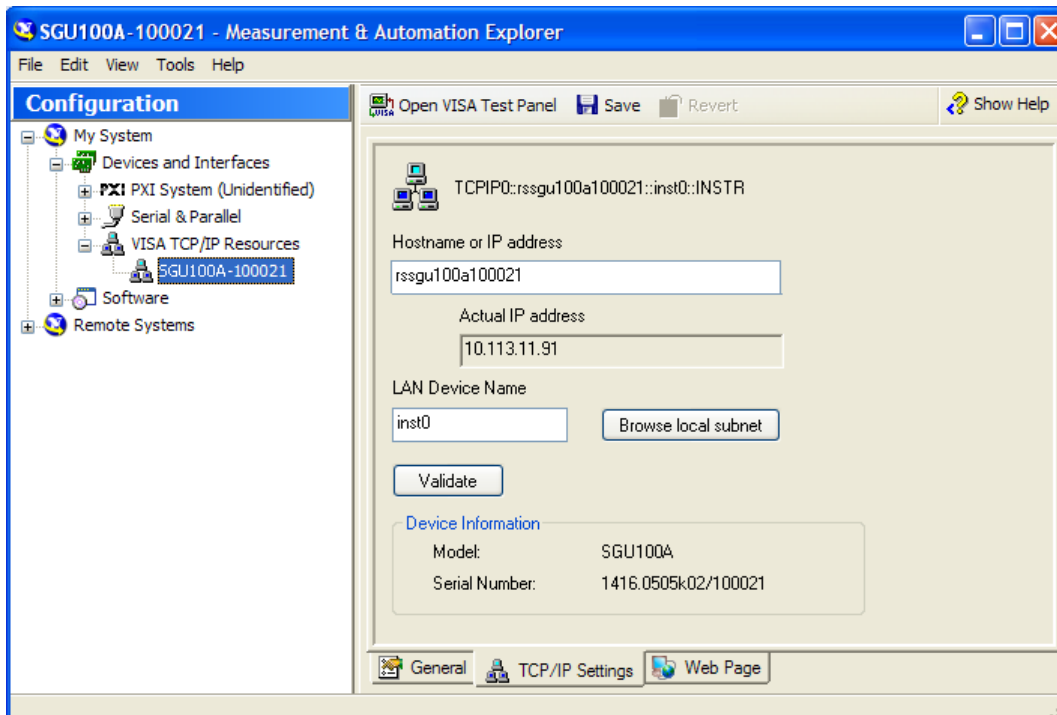 SGU100A-100021 - Measurement & Automation Explorer
File Edit View Tools Help
Configuration
My System
Devices and Interfaces
PXI PXI System (Unidentified)
Serial & Parallel
VISA TCP/IP Resources
SGU100A-100021
Software
Remote Systems
VISA Open VISA Test Panel Save Revert Show Help
TCPIP0::rssgu100a100021::inst0::INSTR
Hostname or IP address
rssgu100a100021
Actual IP address
10.113.11.91
LAN Device Name
inst0 Browse local subnet
Validate
Device Information
Model: SGU100A
Serial Number: 1416.0505k02/100021
General TCP/IP Settings Web Page